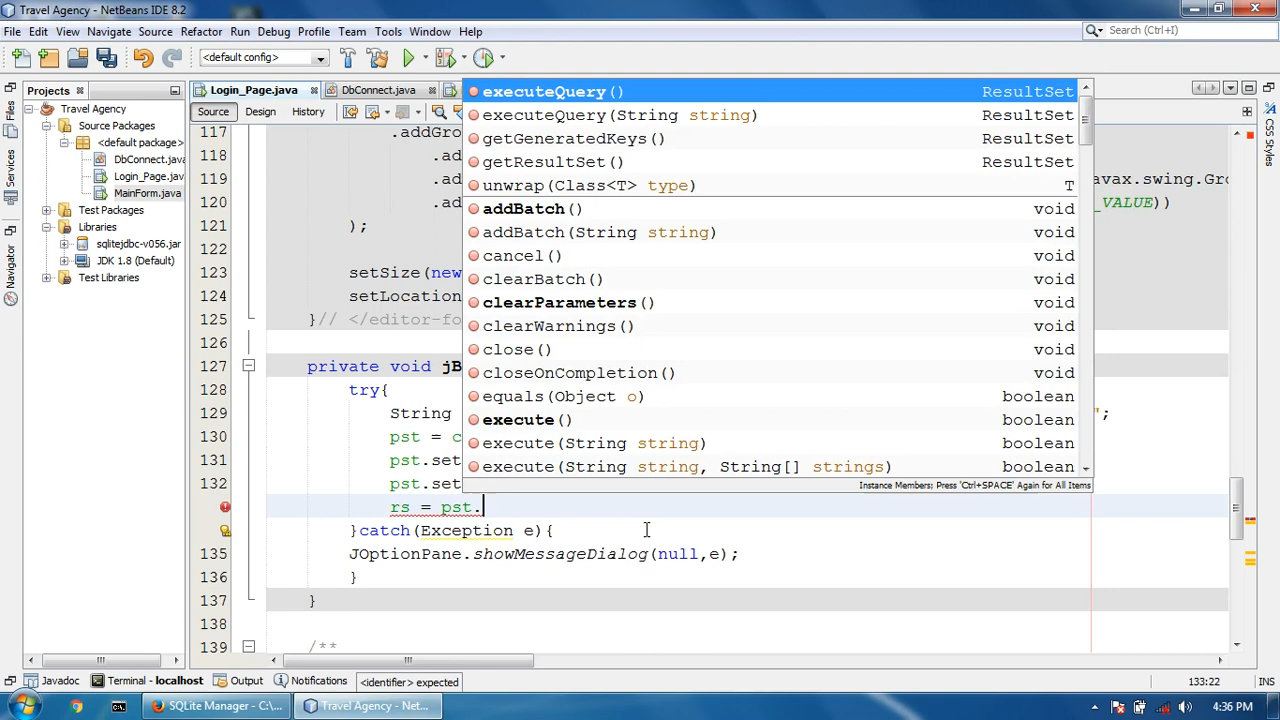 Travel Agency - NetBeans IDE 8.2
File Edit View Navigate Source Refactor Run Debug Profile Team Tools Window Help
Search (Ctrl+I)
<default config>
Projects
Login_Page.java DbConnect.java
Source Design History
Files
Services
Navigator
CSS Styles
Travel Agency
Source Packages
<default package>
DbConnect.java
Login_Page.java
MainForm.java
Test Packages
Libraries
sqlitejdbc-v056.jar
JDK 1.8 (Default)
Test Libraries
executeQuery() ResultSet
executeQuery(String string) ResultSet
getGeneratedKeys() ResultSet
getResultSet() ResultSet
unwrap(Class<T> type) T
addBatch() void
addBatch(String string) void
cancel() void
clearBatch() void
clearParameters() void
clearWarnings() void
close() void
closeOnCompletion() void
equals(Object o) boolean
execute() boolean
execute(String string) boolean
execute(String string, String[] strings) boolean
Instance Members; Press 'Ctrl+SPACE' Again for All Items
117 .addGro
118 .ad
119 .ad avax.swing.Gro
120 .ad _VALUE))
121 );
122
123 setSize(new
124 setLocation
125 }// </editor-fo
126
127 private void jB
128 try{
129 String ";
130 pst = c
131 pst.set
132 pst.set
rs = pst.
}catch(Exception e){
135 JOptionPane.showMessageDialog(null,e);
136 }
137 }
138
139 /**
Javadoc Terminal - localhost Output Notifications <identifier> expected 133:22 INS
SQLite Manager - C:\... Travel Agency - Net... 4:36 PM